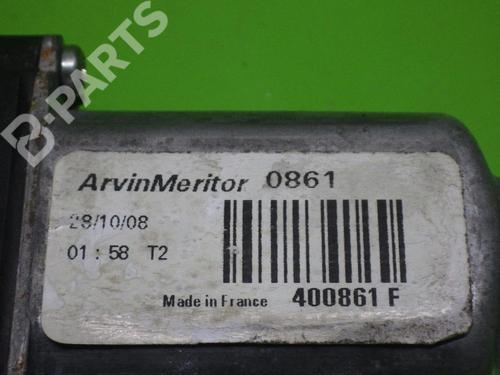 B-PARTS
ArvinMeritor 0861
28/10/08
01 : 58 T2
Made in France 400861 F